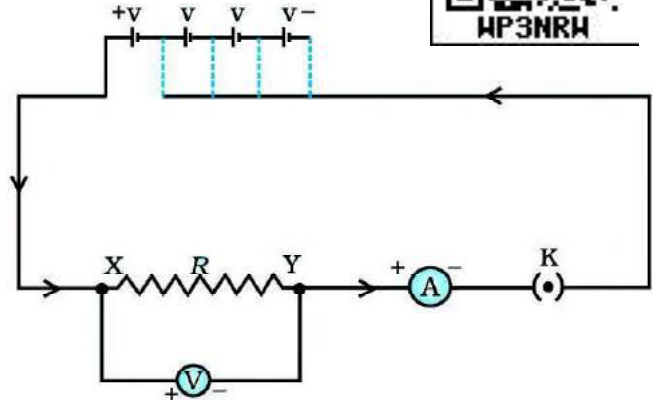 +v v v v-
WP3NRW
X R Y + A - K
(•)
+ V -